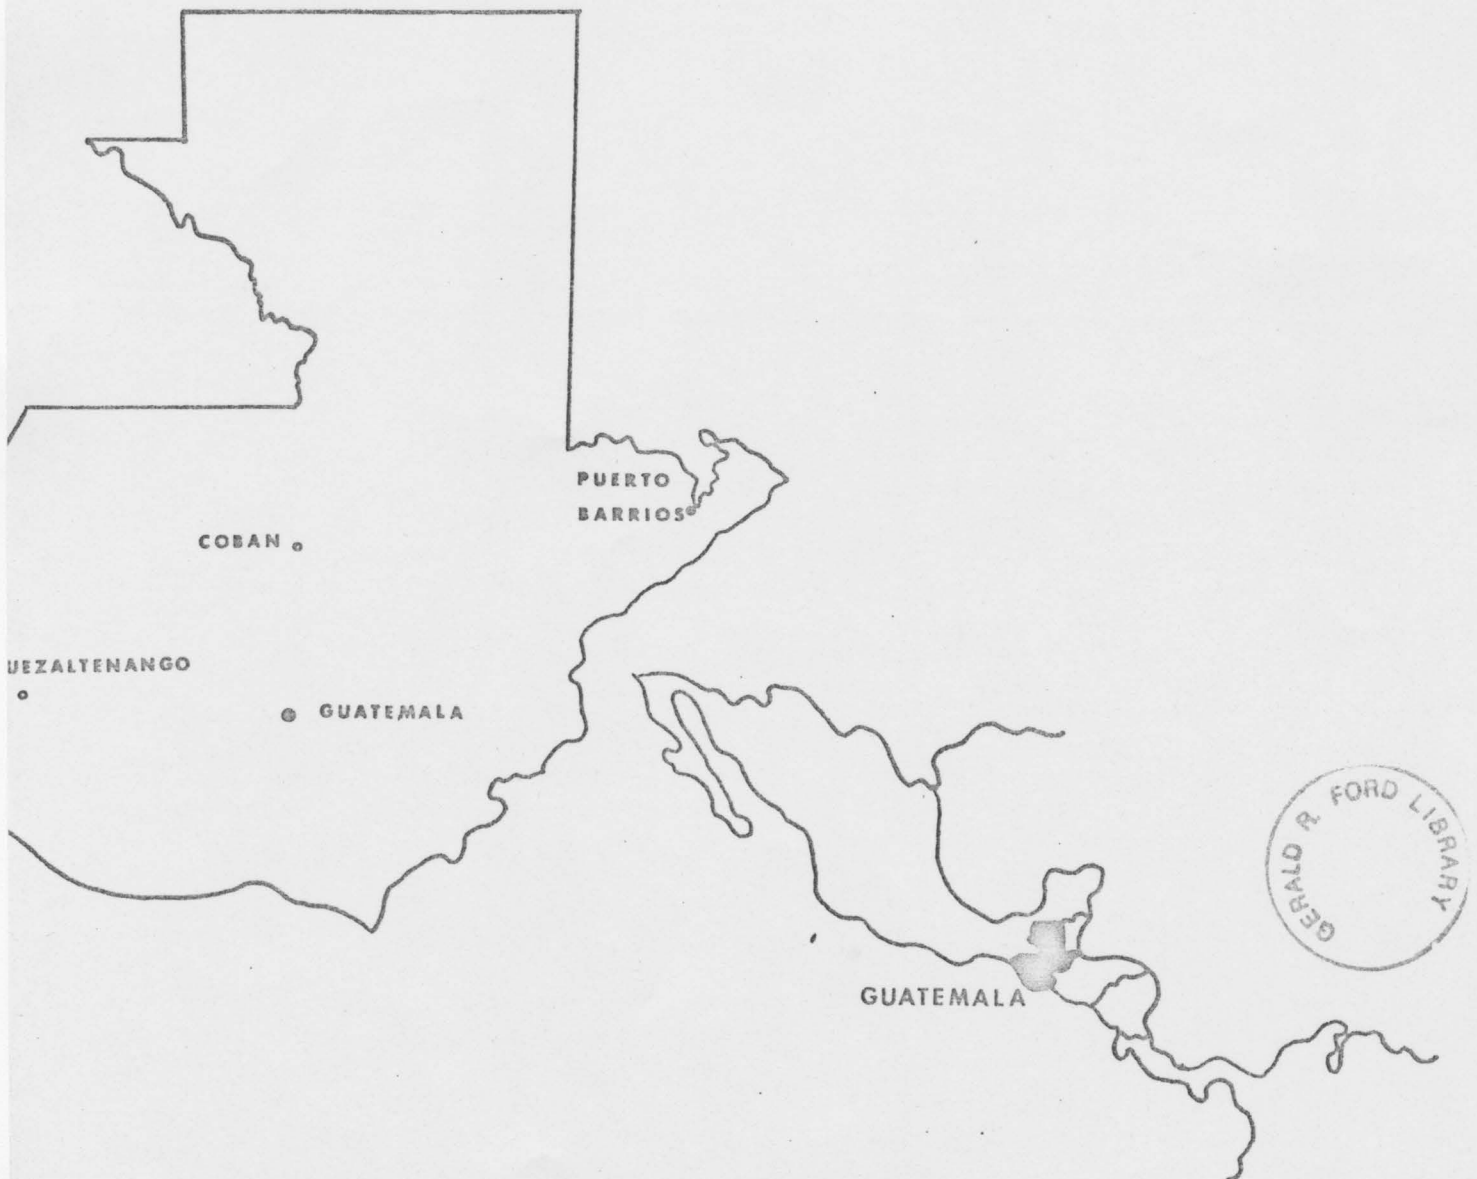 PUERTO
BARRIOS
COBAN
UEZALTENANGO
GUATEMALA
GUATEMALA
GERALD R. FORD LIBRARY